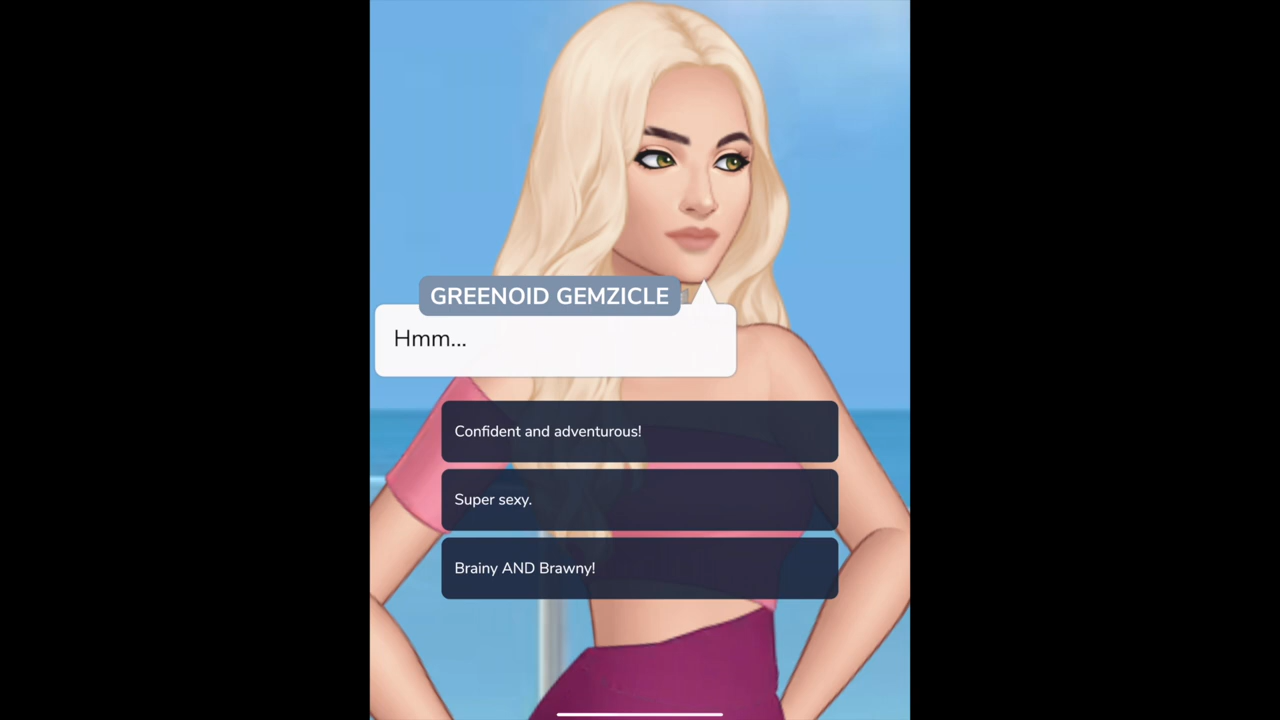 GREENOID GEMZICLE
Hmm...
Confident and adventurous!
Super sexy.
Brainy AND Brawny!